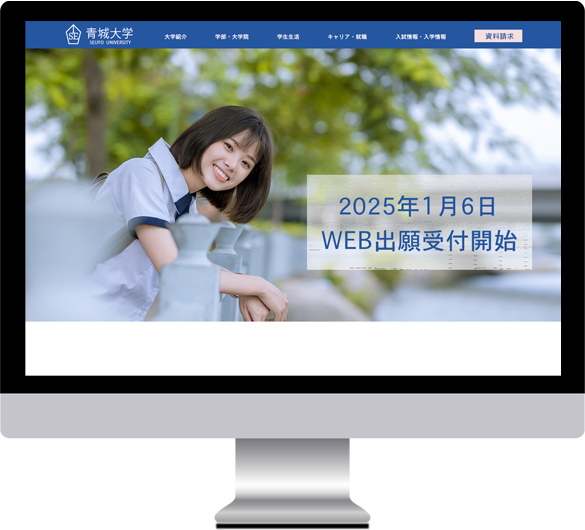 SE
青城大学
SEIJYO UNIVERSITY
大学紹介
学部・大学院
学生生活
キャリア・就職
入試情報・入学情報
資料請求
2025年1月6日
WEB出願受付開始